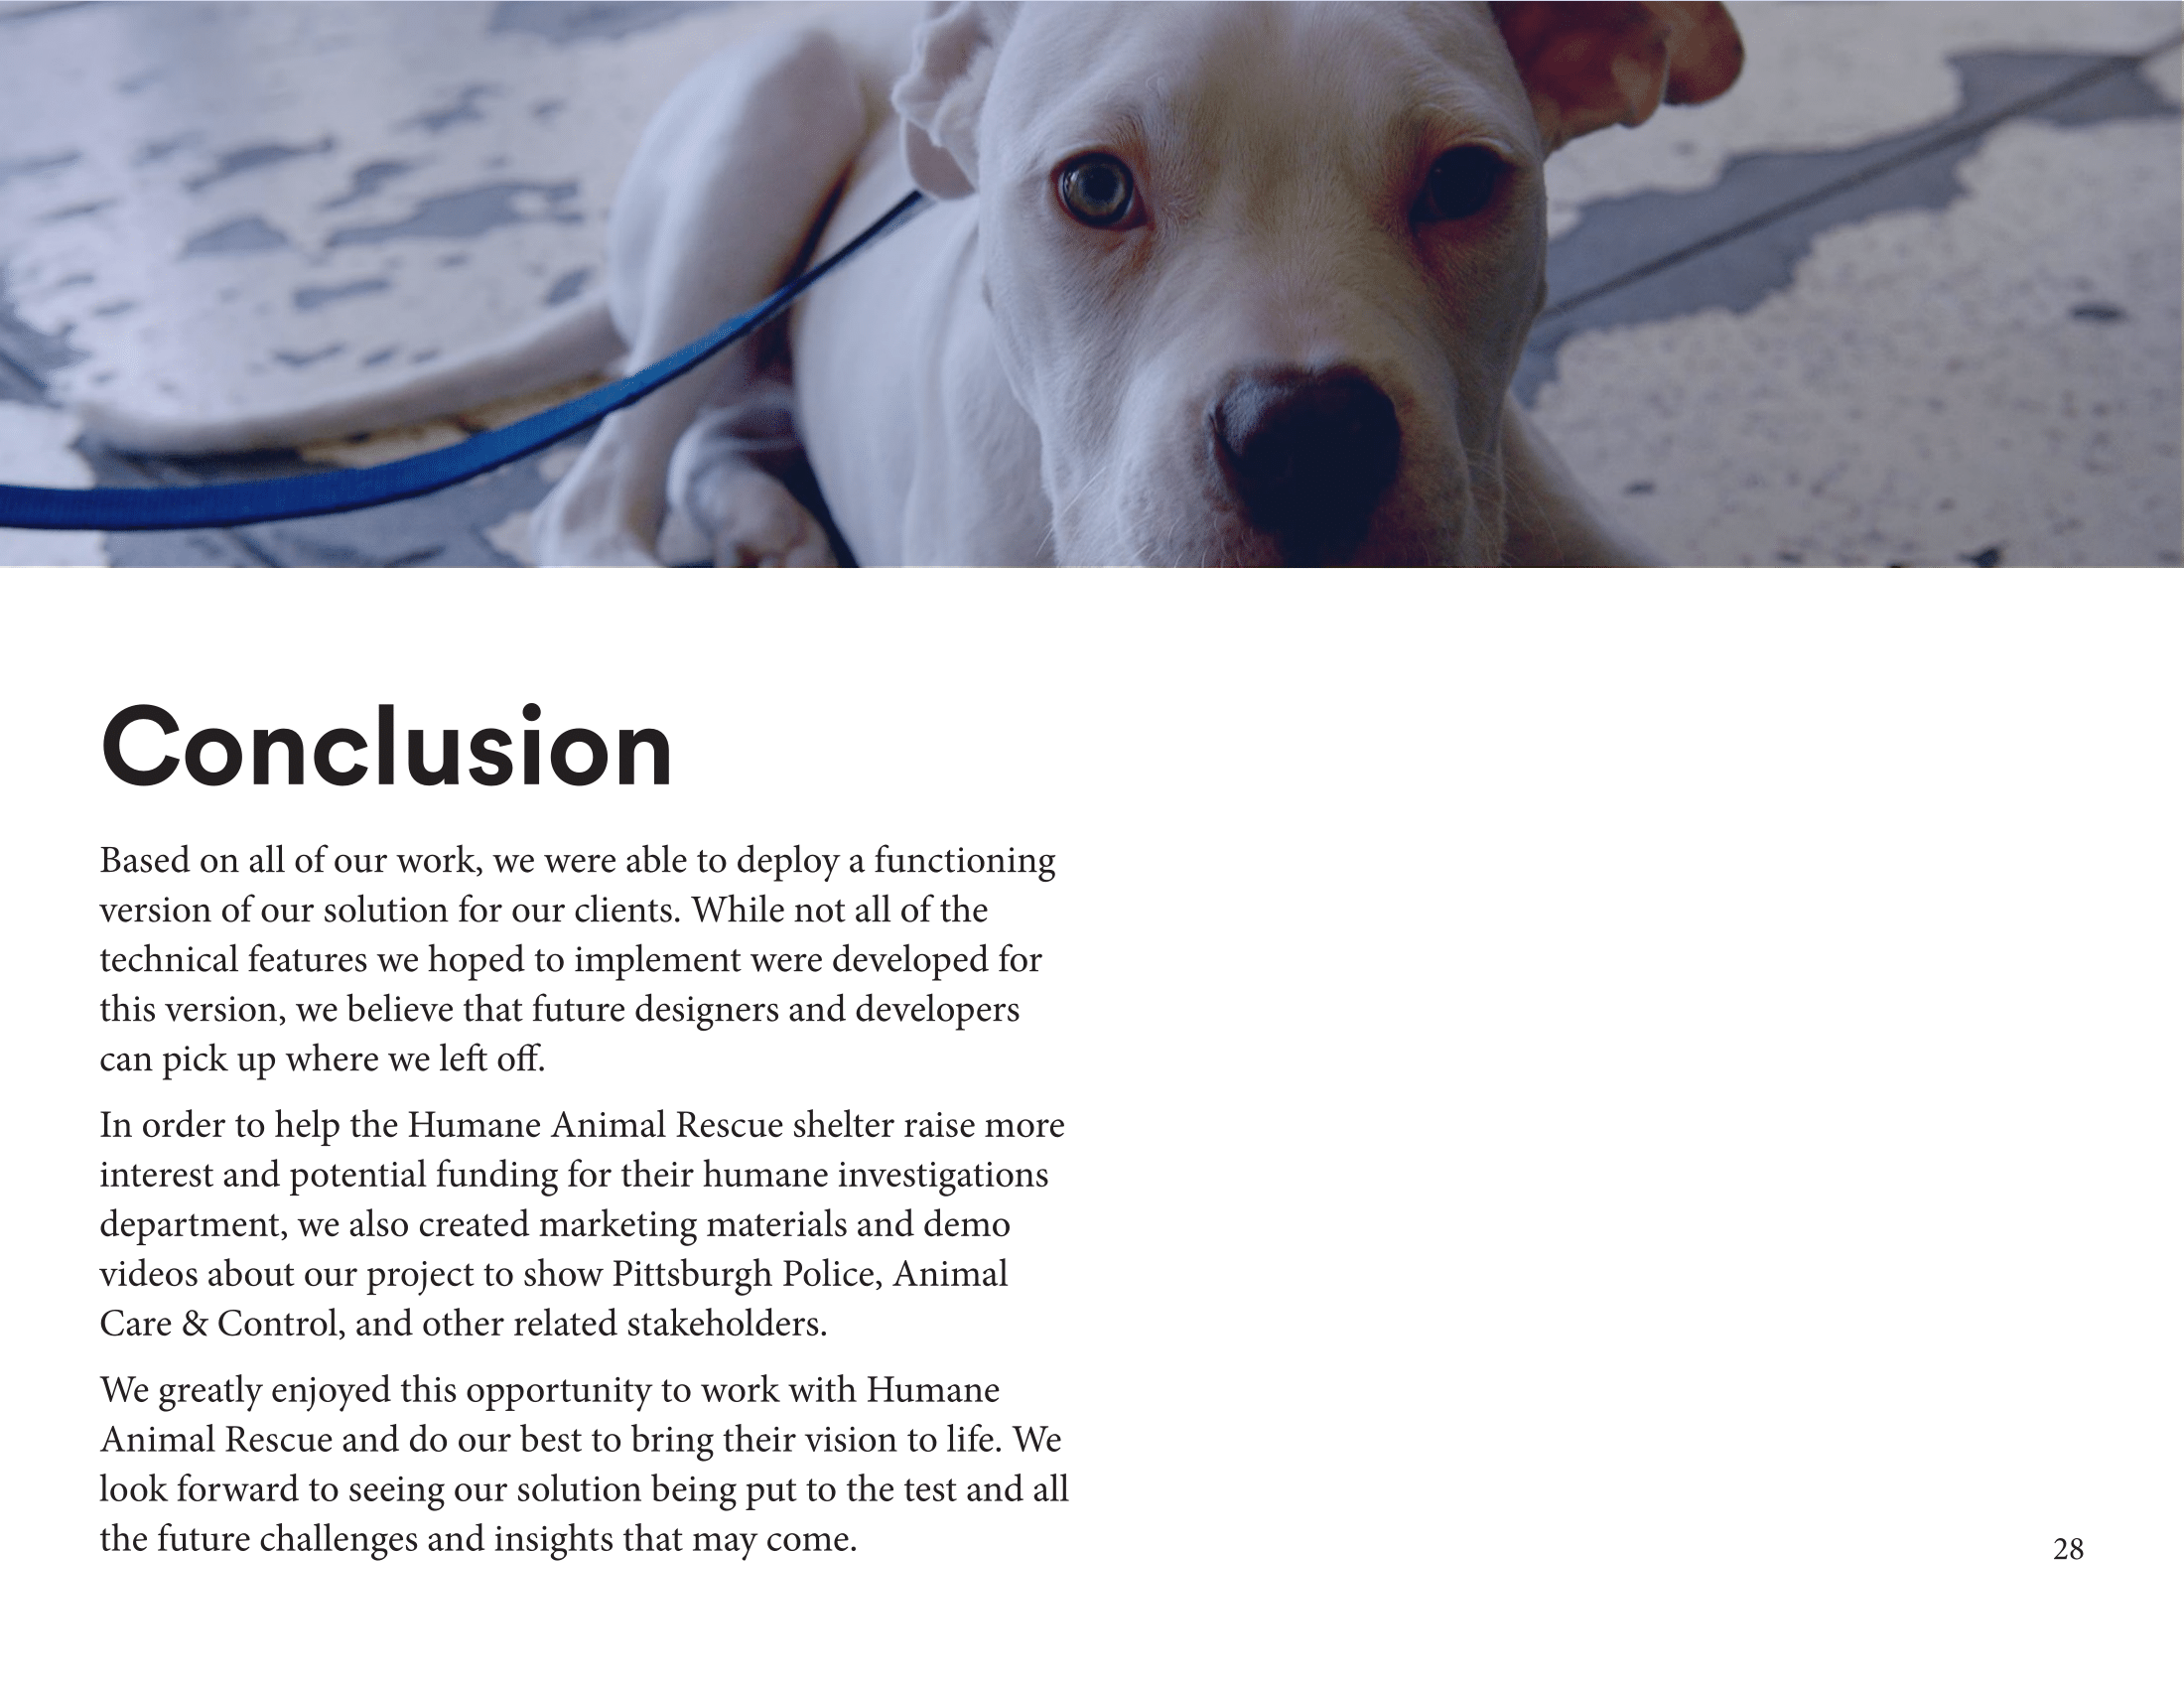 Conclusion
Based on all of our work, we were able to deploy a functioning
version of our solution for our clients. While not all of the
technical features we hoped to implement were developed for
this version, we believe that future designers and developers
can pick up where we left off.
In order to help the Humane Animal Rescue shelter raise more
interest and potential funding for their humane investigations
department, we also created marketing materials and demo
videos about our project to show Pittsburgh Police, Animal
Care & Control, and other related stakeholders.
We greatly enjoyed this opportunity to work with Humane
Animal Rescue and do our best to bring their vision to life. We
look forward to seeing our solution being put to the test and all
the future challenges and insights that may come.
28